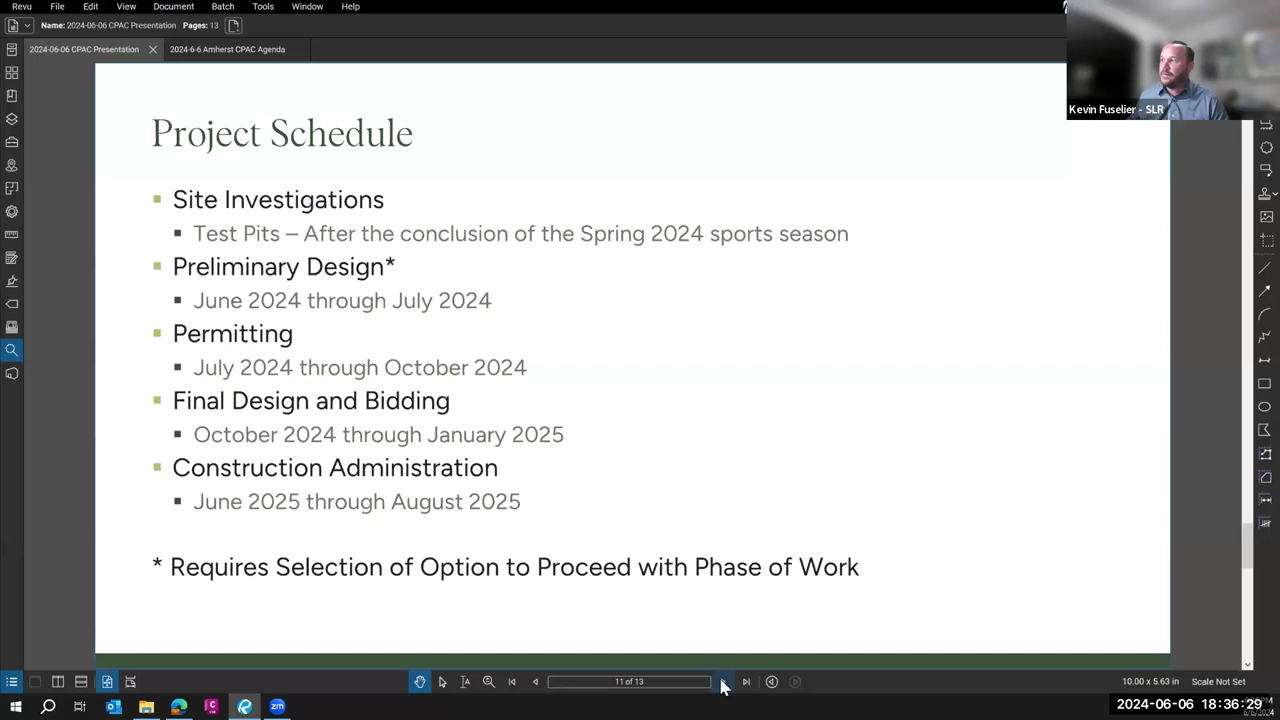 Revu File Edit View Document Batch Tools Window Help
Name: 2024-06-06 CPAC Presentation Pages: 13
2024-06-06 CPAC Presentation 2024-6-6 Amherst CPAC Agenda
Kevin Fuselier - SLR
Project Schedule
Site Investigations
Test Pits – After the conclusion of the Spring 2024 sports season
Preliminary Design*
June 2024 through July 2024
Permitting
July 2024 through October 2024
Final Design and Bidding
October 2024 through January 2025
Construction Administration
June 2025 through August 2025
* Requires Selection of Option to Proceed with Phase of Work
11 of 13
10.00 x 5.63 in Scale Not Set
zm
2024-06-06 18:36:29